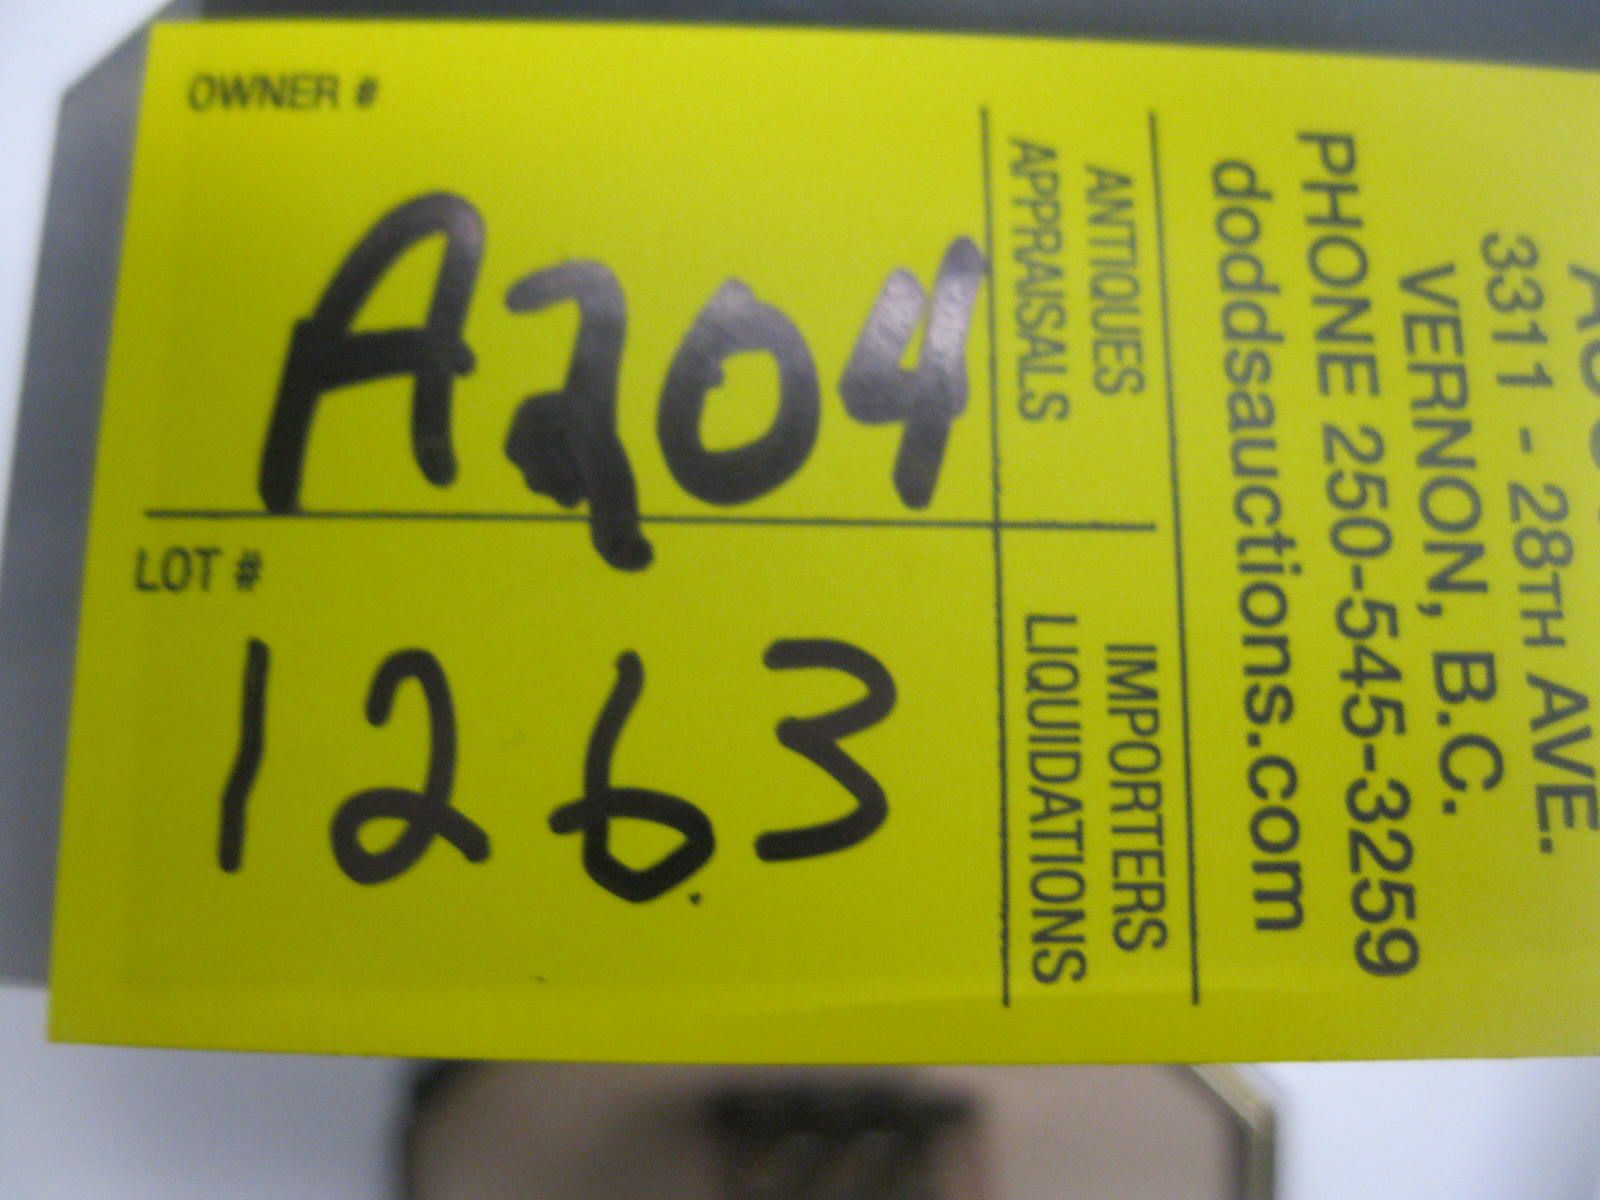 OWNER #
A204
LOT #
1263
3311 - 28TH AVE.
VERNON, B.C.
PHONE 250-545-3259
doddsauctions.com
ANTIQUES IMPORTERS
APPRAISALS LIQUIDATIONS